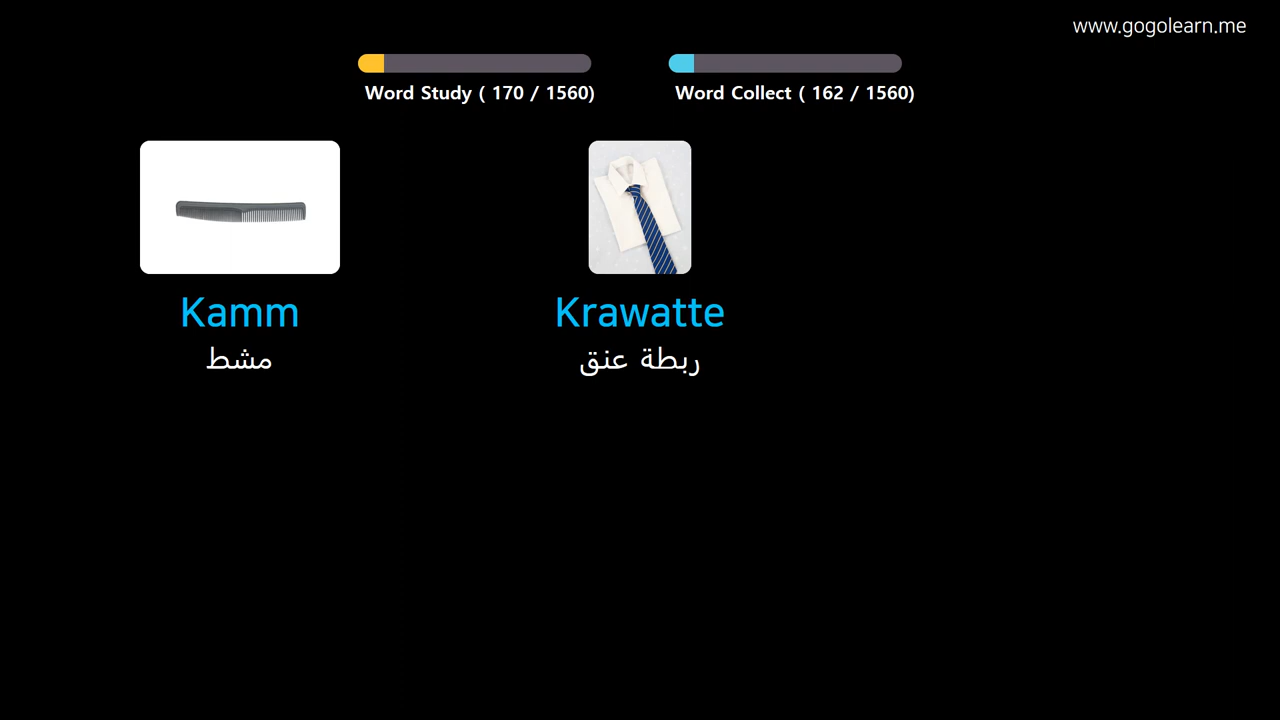 www.gogolearn.me
Word Study ( 170 / 1560)
Word Collect ( 162 / 1560)
Kamm
Krawatte
مشط
ربطة عنق